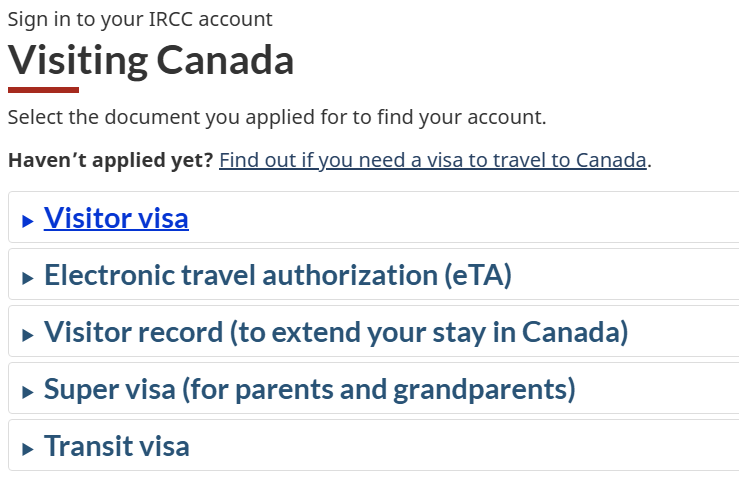 Sign in to your IRCC account
Visiting Canada
Select the document you applied for to find your account.
Haven't applied yet? Find out if you need a visa to travel to Canada.
Visitor visa
Electronic travel authorization (eTA)
Visitor record (to extend your stay in Canada)
Super visa (for parents and grandparents)
Transit visa